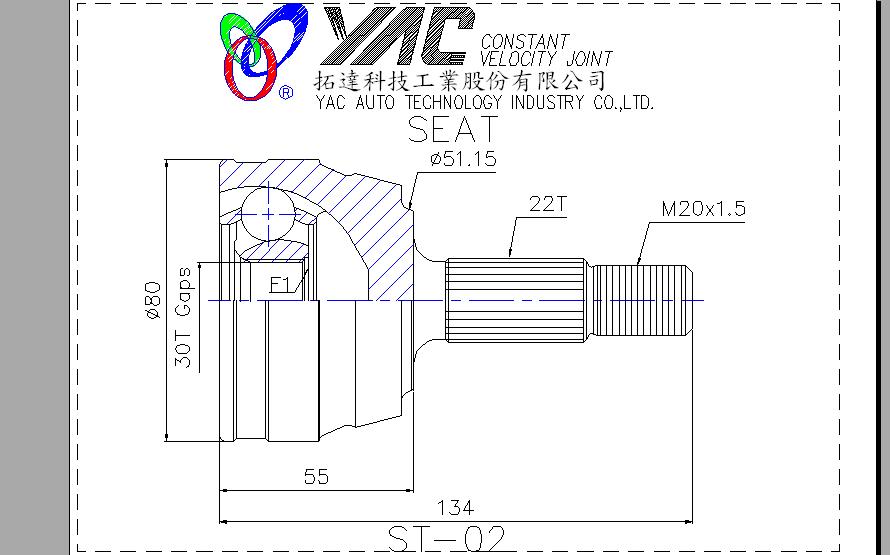 YAC CONSTANT
VELOCITY JOINT
拓達科技工業股份有限公司
®
YAC AUTO TECHNOLOGY INDUSTRY CO.,LTD.
SEAT
ø51.15
22T
M20x1.5
F1
ø80
30T Gaps
55
134
ST-02